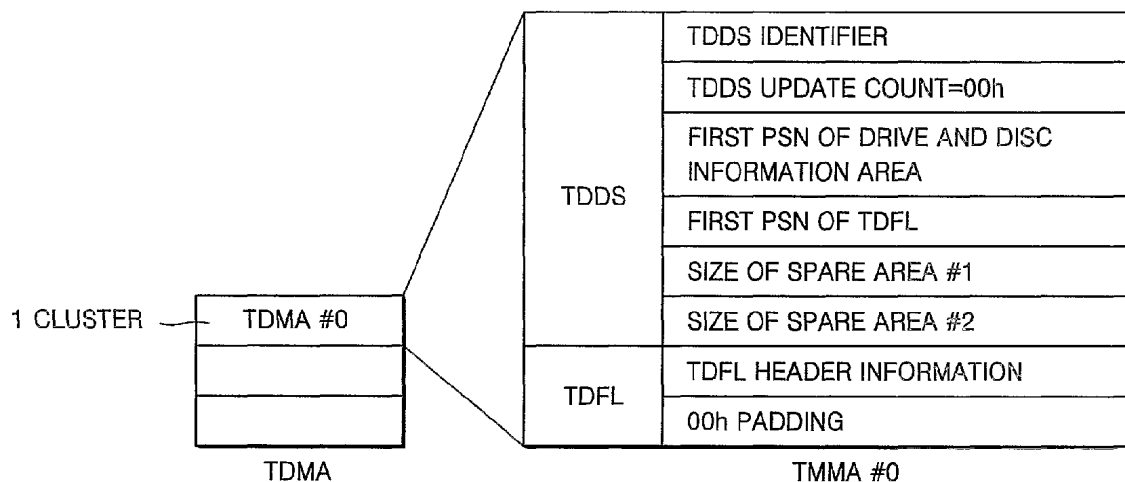 TDDS IDENTIFIER
TDDS UPDATE COUNT=00h
FIRST PSN OF DRIVE AND DISC
INFORMATION AREA
TDDS
FIRST PSN OF TDFL
SIZE OF SPARE AREA #1
1 CLUSTER
TDMA #0
SIZE OF SPARE AREA #2
TDFL HEADER INFORMATION
TDFL
00h PADDING
TDMA
TMMA #0